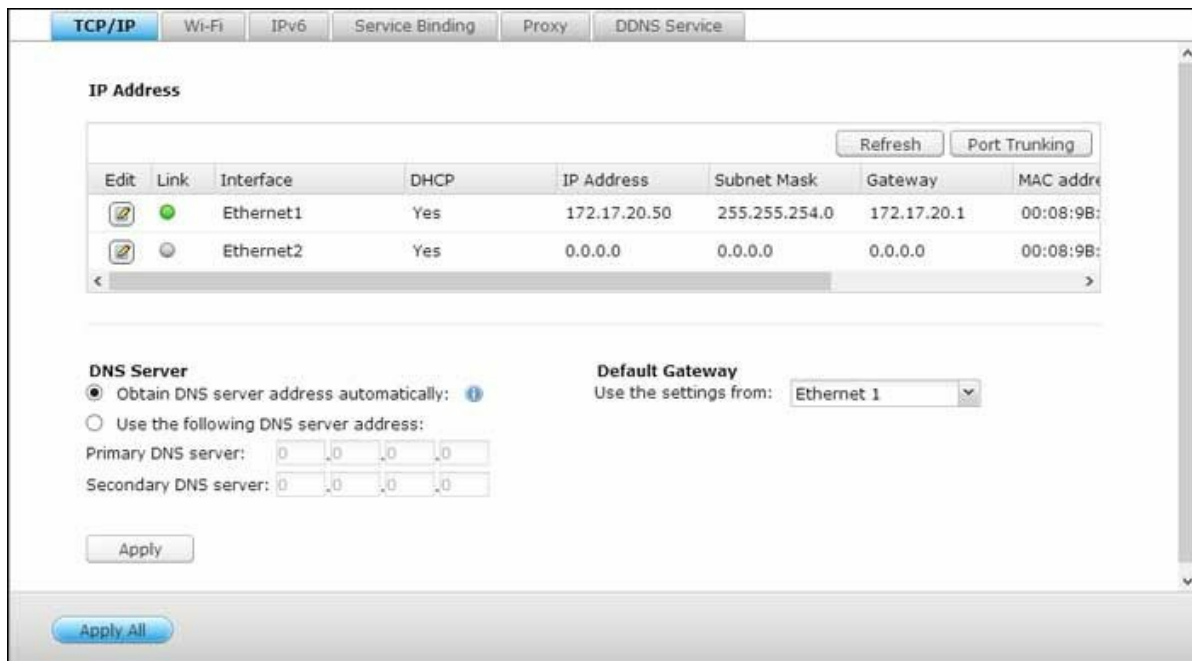 TCP/IP Wi-Fi IPv6 Service Binding Proxy DDNS Service
IP Address
Refresh Port Trunking
Edit Link Interface DHCP IP Address Subnet Mask Gateway MAC addre
Ethernet1 Yes 172.17.20.50 255.255.254.0 172.17.20.1 00:08:9B:
Ethernet2 Yes 0.0.0.0 0.0.0.0 0.0.0.0 00:08:9B:
DNS Server Default Gateway
Obtain DNS server address automatically: Use the settings from: Ethernet 1
Use the following DNS server address:
Primary DNS server: 0 .0 .0 .0
Secondary DNS server: 0 .0 .0 .0
Apply
Apply All